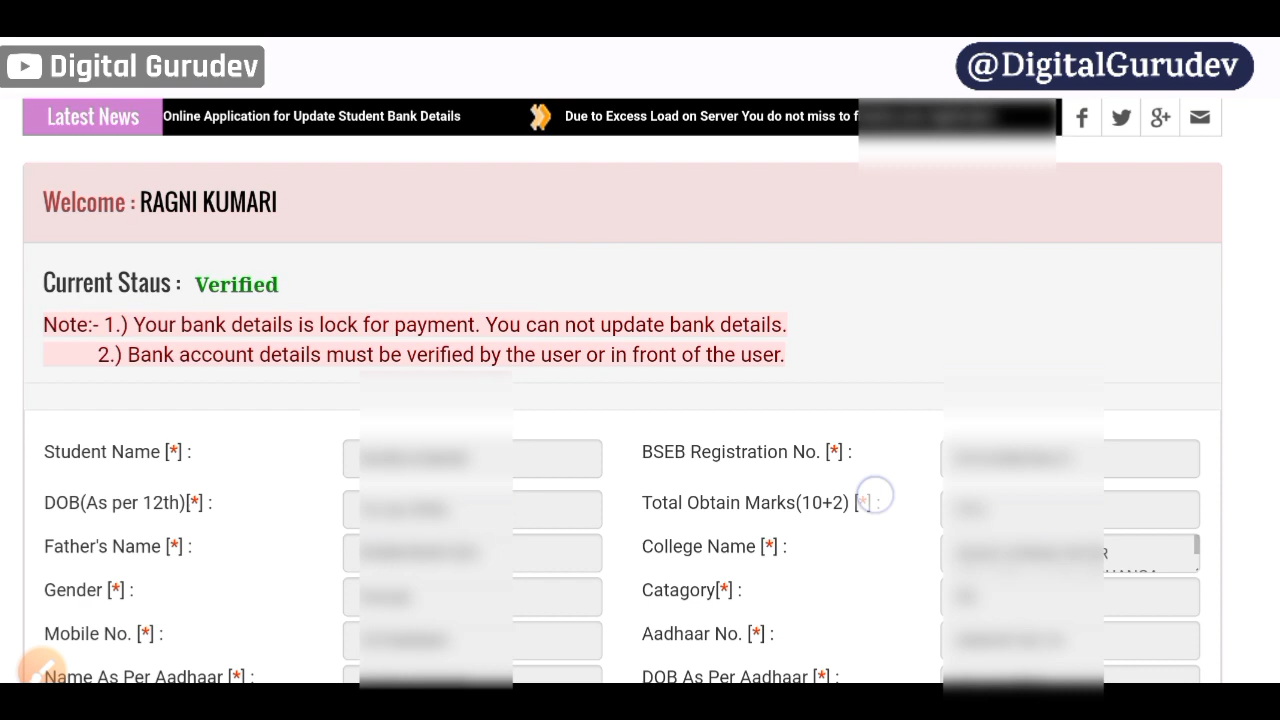 Digital Gurudev
@DigitalGurudev
Latest News Online Application for Update Student Bank Details Due to Excess Load on Server You do not miss to f
Welcome : RAGNI KUMARI
Current Staus : Verified
Note:- 1.) Your bank details is lock for payment. You can not update bank details.
2.) Bank account details must be verified by the user or in front of the user.
Student Name [*] :
BSEB Registration No. [*] :
DOB(As per 12th)[*] :
Total Obtain Marks(10+2) [*] :
Father's Name [*] :
College Name [*] :
Gender [*] :
Catagory[*] :
Mobile No. [*] :
Aadhaar No. [*] :
Name As Per Aadhaar [*] :
DOB As Per Aadhaar [*] :